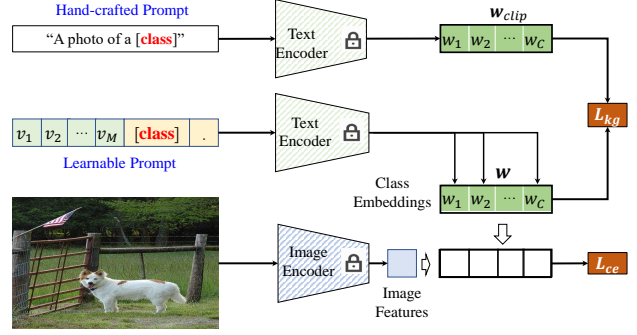 Hand-crafted Prompt
"A photo of a [class]"
Text
Encoder
w_clip
w_1 w_2 ··· w_C
L_kg
v_1 v_2 ··· v_M [class] .
Learnable Prompt
Text
Encoder
Class
Embeddings
w
w_1 w_2 ··· w_C
Image
Encoder
Image
Features
L_ce